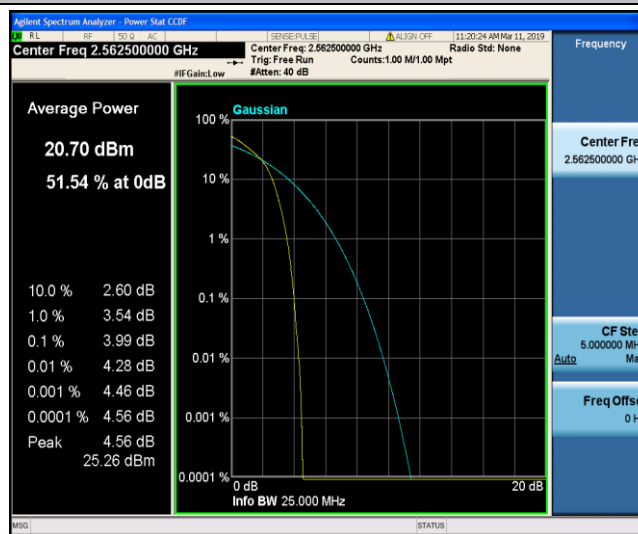 Agilent Spectrum Analyzer - Power Stat CCDF
RL RF 50 Ω AC SENSE:PULSE ALIGN OFF 11:20:24 AM Mar 11, 2019
Center Freq 2.562500000 GHz
Center Freq: 2.562500000 GHz Radio Std: None
Trig: Free Run Counts:1.00 M/1.00 Mpt
#IFGain:Low #Atten: 40 dB
Frequency
Average Power
20.70 dBm
51.54 % at 0dB
10.0 % 2.60 dB
1.0 % 3.54 dB
0.1 % 3.99 dB
0.01 % 4.28 dB
0.001 % 4.46 dB
0.0001 % 4.56 dB
Peak 4.56 dB
25.26 dBm
Gaussian
100 %
10 %
1 %
0.1 %
0.01 %
0.001 %
0.0001 %
0 dB 20 dB
Info BW 25.000 MHz
Center Fre
2.562500000 GH
CF Ste
5.000000 MH
Auto Ma
Freq Offse
0 H
MSG STATUS